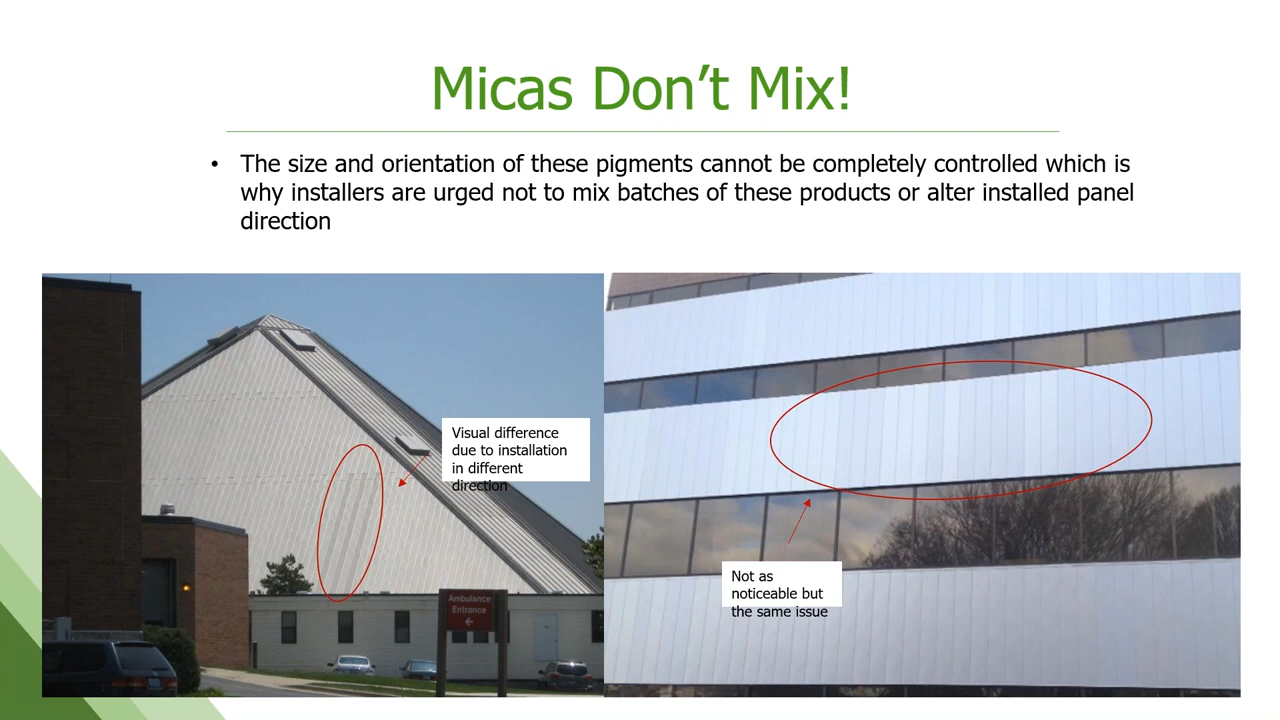 Micas Don’t Mix!
• The size and orientation of these pigments cannot be completely controlled which is
why installers are urged not to mix batches of these products or alter installed panel
direction
Visual difference
due to installation
in different
direction
Ambulance
Entrance
←
Not as
noticeable but
the same issue